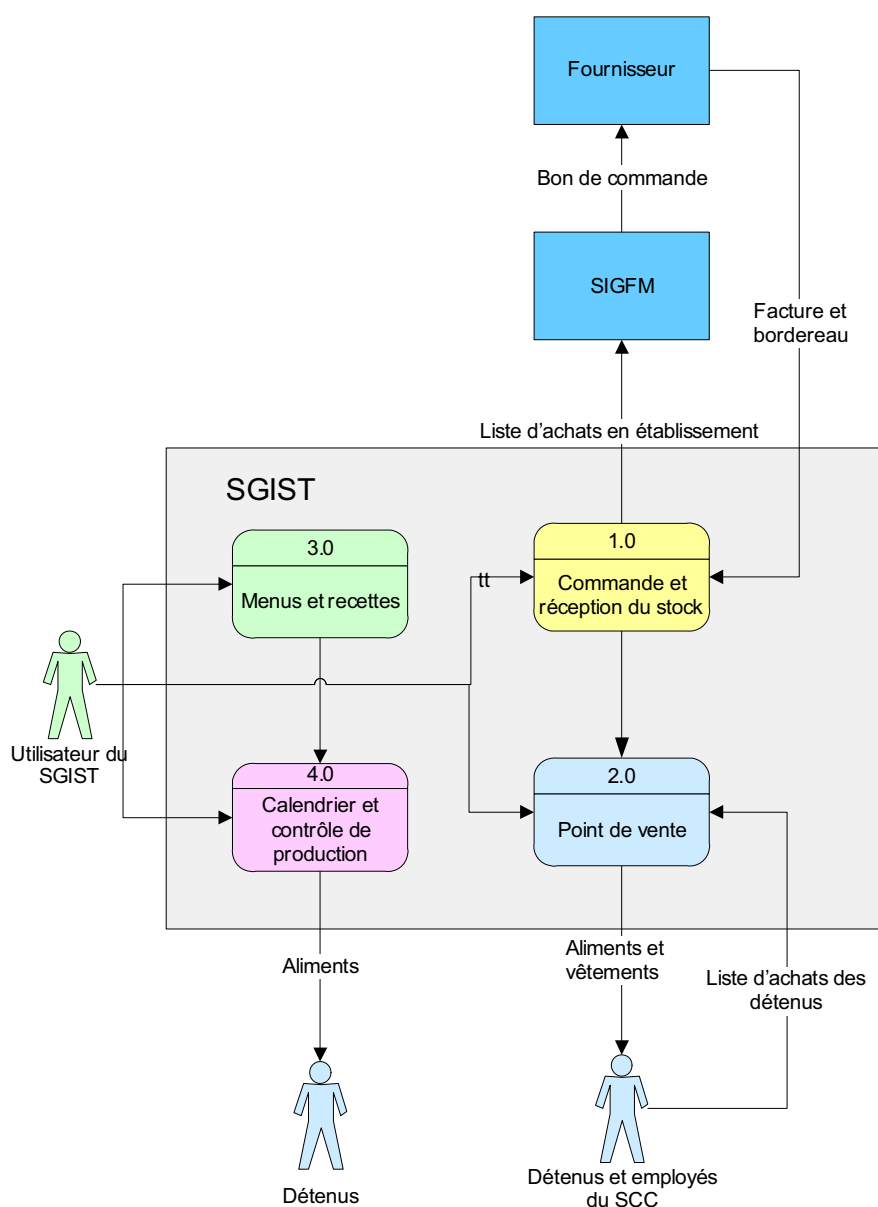 Fournisseur
Bon de commande
SIGFM
Facture et
bordereau
Liste d'achats en établissement
SGIST
3.0
Menus et recettes
1.0
Commande et
réception du stock
tt
Utilisateur du
SGIST
4.0
Calendrier et
contrôle de
production
2.0
Point de vente
Aliments
Aliments et
vêtements
Liste d'achats des
détenus
Détenus
Détenus et employés
du SCC